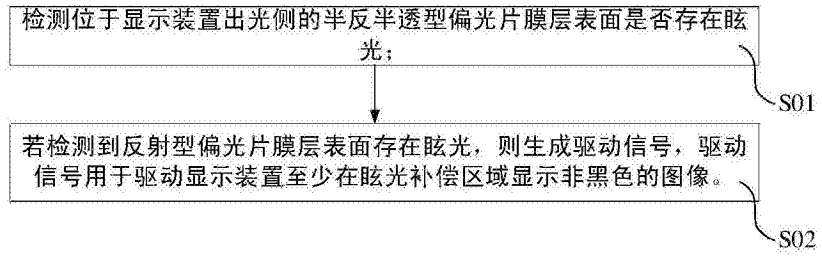 检测位于显示装置出光侧的半反半透型偏光片膜层表面是否存在眩
光；
S01
若检测到反射型偏光片膜层表面存在眩光，则生成驱动信号，驱动
信号用于驱动显示装置至少在眩光补偿区域显示非黑色的图像。
S02